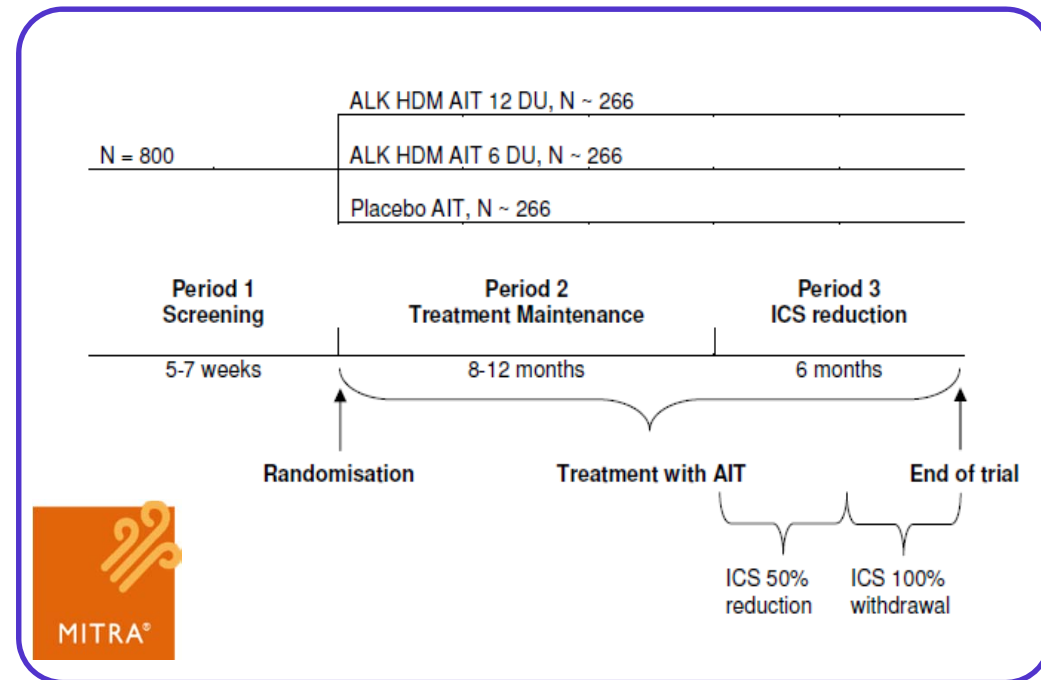 ALK HDM AIT 12 DU, N ~ 266
N = 800
ALK HDM AIT 6 DU, N ~ 266
Placebo AIT, N ~ 266
Period 1
Screening
Period 2
Treatment Maintenance
Period 3
ICS reduction
5-7 weeks
8-12 months
6 months
Randomisation
Treatment with AIT
End of trial
ICS 50%
reduction
ICS 100%
withdrawal
MITRA®